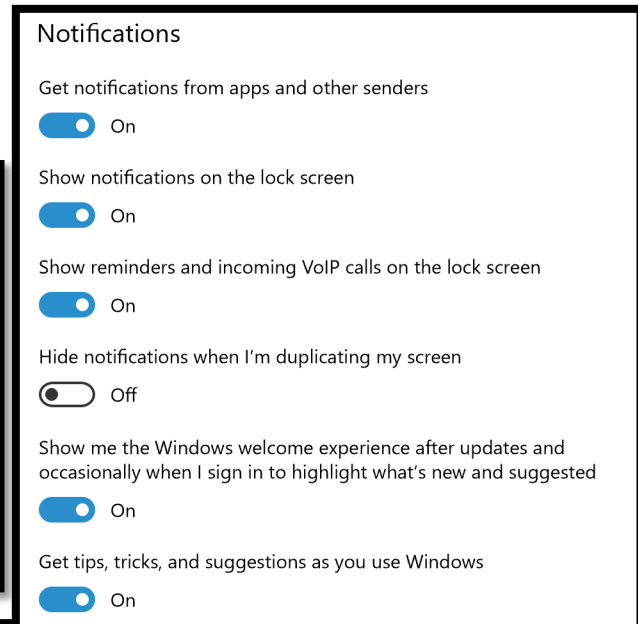 Notifications
Get notifications from apps and other senders
On
Show notifications on the lock screen
On
Show reminders and incoming VoIP calls on the lock screen
On
Hide notifications when I'm duplicating my screen
Off
Show me the Windows welcome experience after updates and
occasionally when I sign in to highlight what's new and suggested
On
Get tips, tricks, and suggestions as you use Windows
On